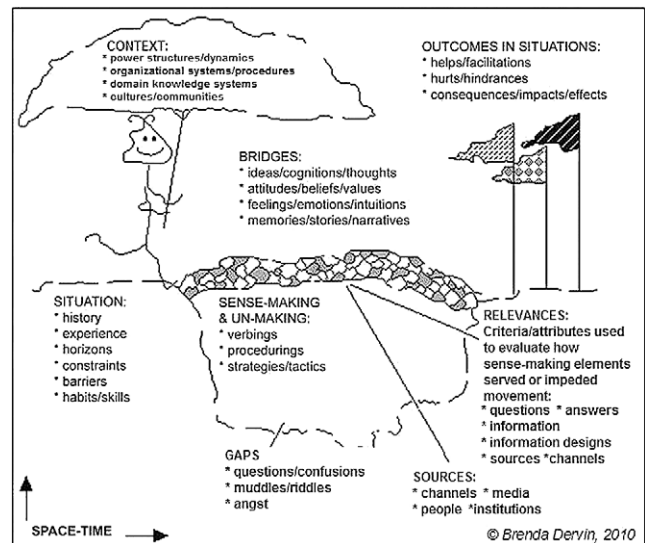 CONTEXT:
* power structures/dynamics
* organizational systems/procedures
* domain knowledge systems
* cultures/communities
OUTCOMES IN SITUATIONS:
* helps/facilitations
* hurts/hindrances
* consequences/impacts/effects
BRIDGES:
* ideas/cognitions/thoughts
* attitudes/beliefs/values
* feelings/emotions/intuitions
* memories/stories/narratives
SITUATION:
* history
* experience
* horizons
* constraints
* barriers
* habits/skills
SENSE-MAKING
& UN-MAKING:
* verbings
* procedurings
* strategies/tactics
RELEVANCES:
Criteria/attributes used
to evaluate how
sense-making elements
served or impeded
movement:
* questions * answers
* information
* information designs
* sources *channels
GAPS
* questions/confusions
* muddles/riddles
* angst
SOURCES:
* channels * media
* people *institutions
SPACE-TIME
© Brenda Dervin, 2010